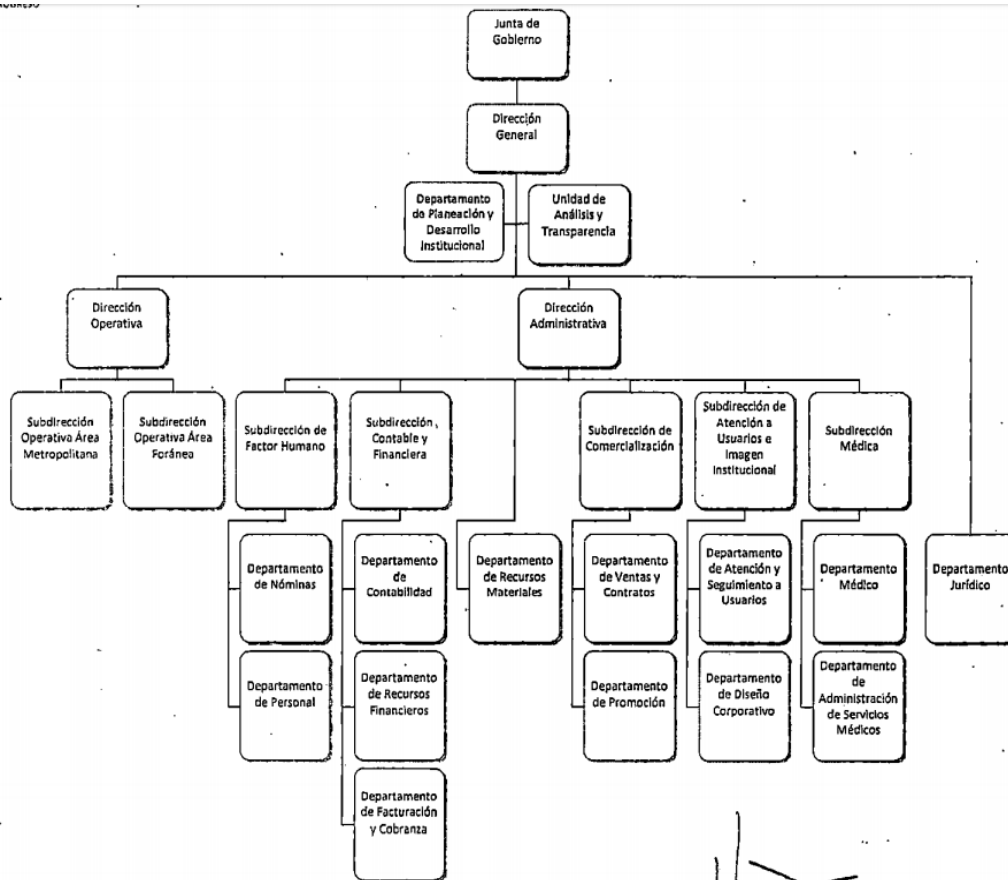 Junta de
Gobierno
Dirección
General
Departamento
de Planeación y
Desarrollo
Institucional
Unidad de
Análisis y
Transparencia
Dirección
Operativa
Dirección
Administrativa
Subdirección
Operativa Área
Metropolitana
Subdirección
Operativa Área
Foránea
Subdirección de
Factor Humano
Subdirección
Contable y
Financiera
Subdirección de
Comercialización
Subdirección de
Atención a
Usuarios e
Imagen
Institucional
Subdirección
Médica
Departamento
de Nóminas
Departamento
de
Contabilidad
Departamento
de Recursos
Materiales
Departamento
de Ventas y
Contratos
Departamento
de Atención y
Seguimiento a
Usuarios
Departamento
Médico
Departamento
Jurídico
Departamento
de Personal
Departamento
de Recursos
Financieros
Departamento
de Promoción
Departamento
de Diseño
Corporativo
Departamento
de
Administración
de Servicios
Médicos
Departamento
de Facturación
y Cobranza